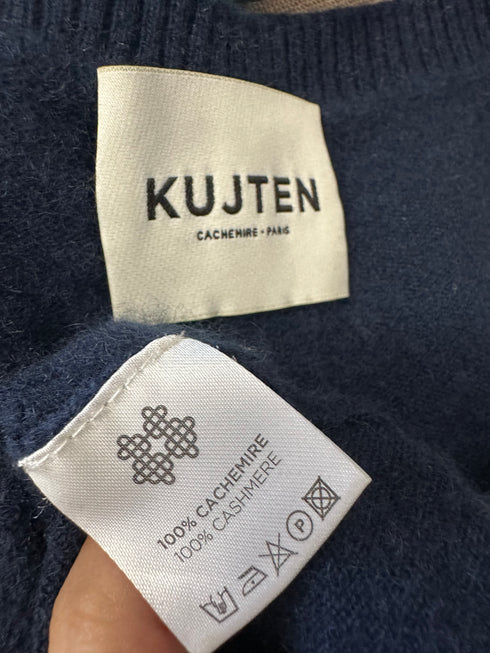 KUJTEN
CACHEMIRE • PARIS
100% CACHEMIRE
100% CASHMERE
P